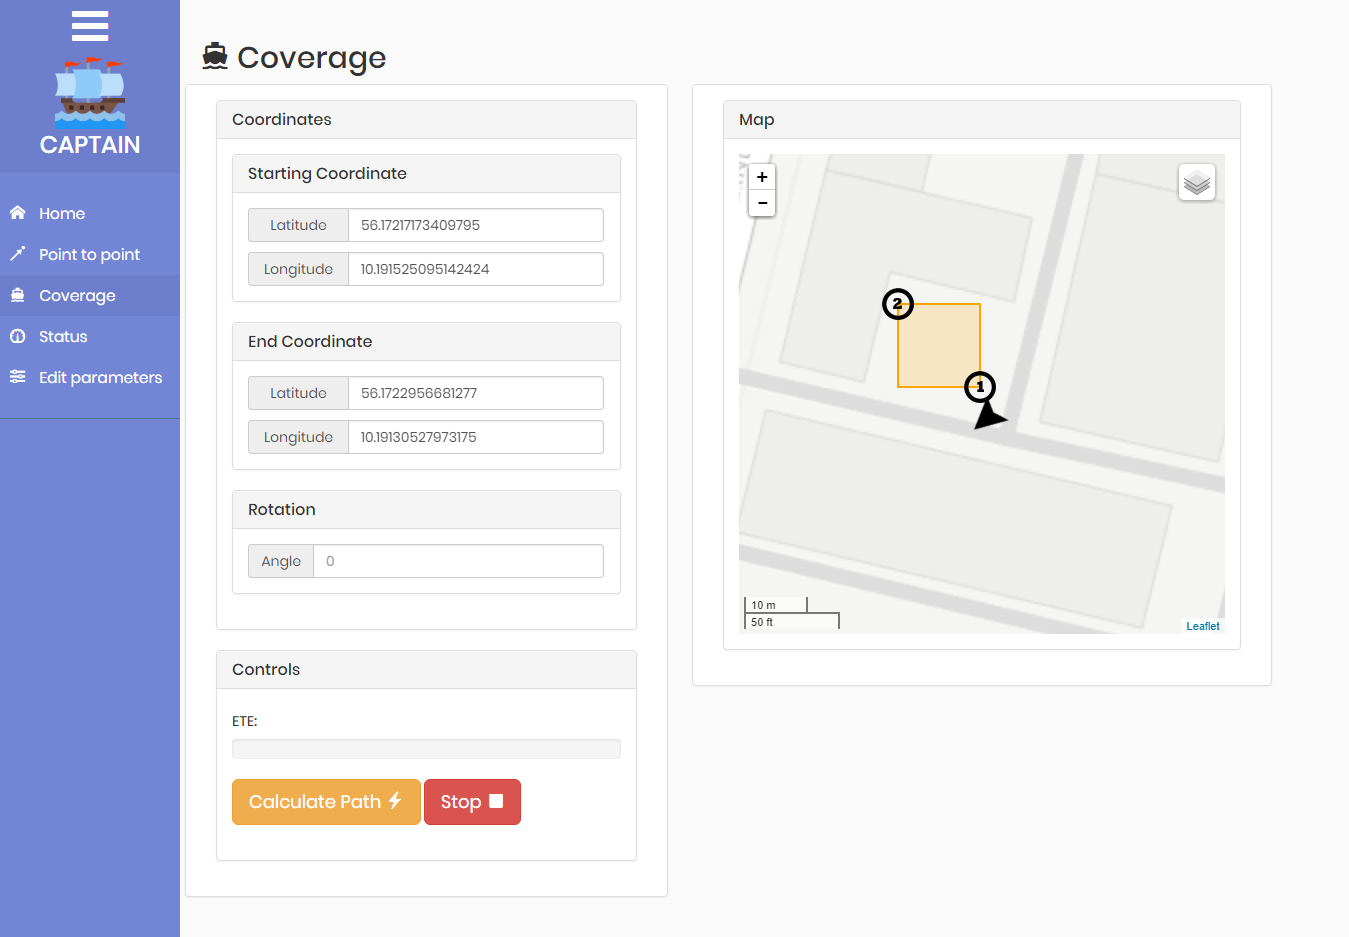 CAPTAIN
Home
Point to point
Coverage
Status
Edit parameters
Coverage
Coordinates
Starting Coordinate
Latitude 56.17217173409795
Longitude 10.191525095142424
End Coordinate
Latitude 56.1722956681277
Longitude 10.19130527973175
Rotation
Angle 0
Controls
ETE:
Calculate Path
Stop
Map
+
−
2
1
10 m
50 ft
Leaflet